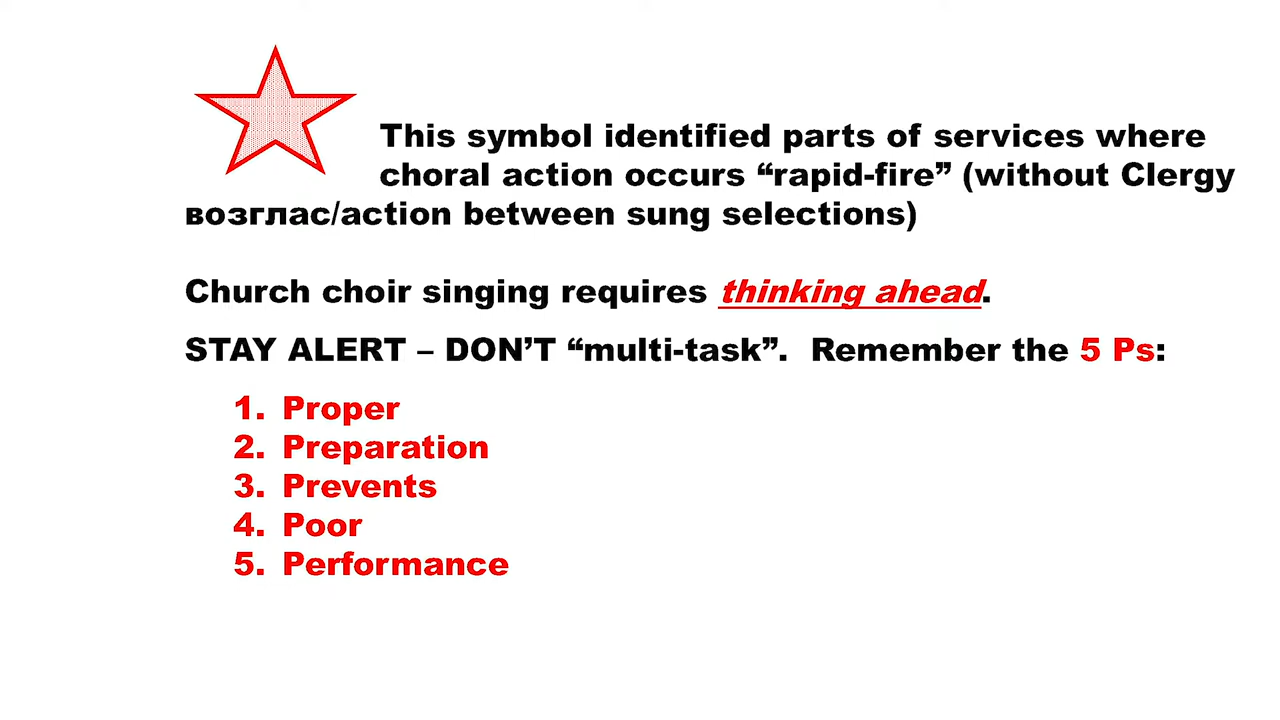 This symbol identified parts of services where
choral action occurs “rapid-fire” (without Clergy
возглас/action between sung selections)
Church choir singing requires thinking ahead.
STAY ALERT – DON’T “multi-task”.  Remember the 5 Ps:
1. Proper
2. Preparation
3. Prevents
4. Poor
5. Performance